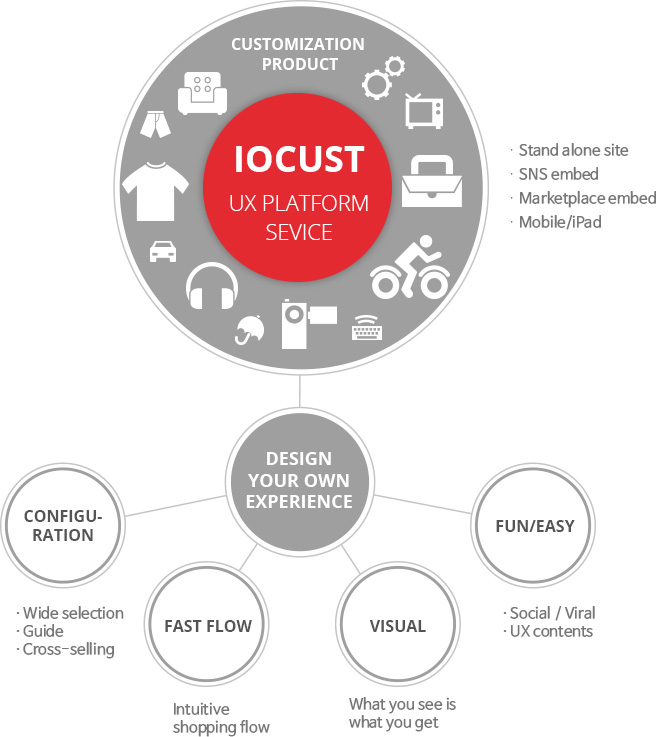 CUSTOMIZATION
PRODUCT
IOCUST
UX PLATFORM
SEVICE
· Stand alone site
· SNS embed
· Marketplace embed
· Mobile/iPad
DESIGN
YOUR OWN
EXPERIENCE
CONFIGU-
RATION
· Wide selection
· Guide
· Cross-selling
FAST FLOW
Intuitive
shopping flow
VISUAL
What you see is
what you get
FUN/EASY
· Social / Viral
· UX contents